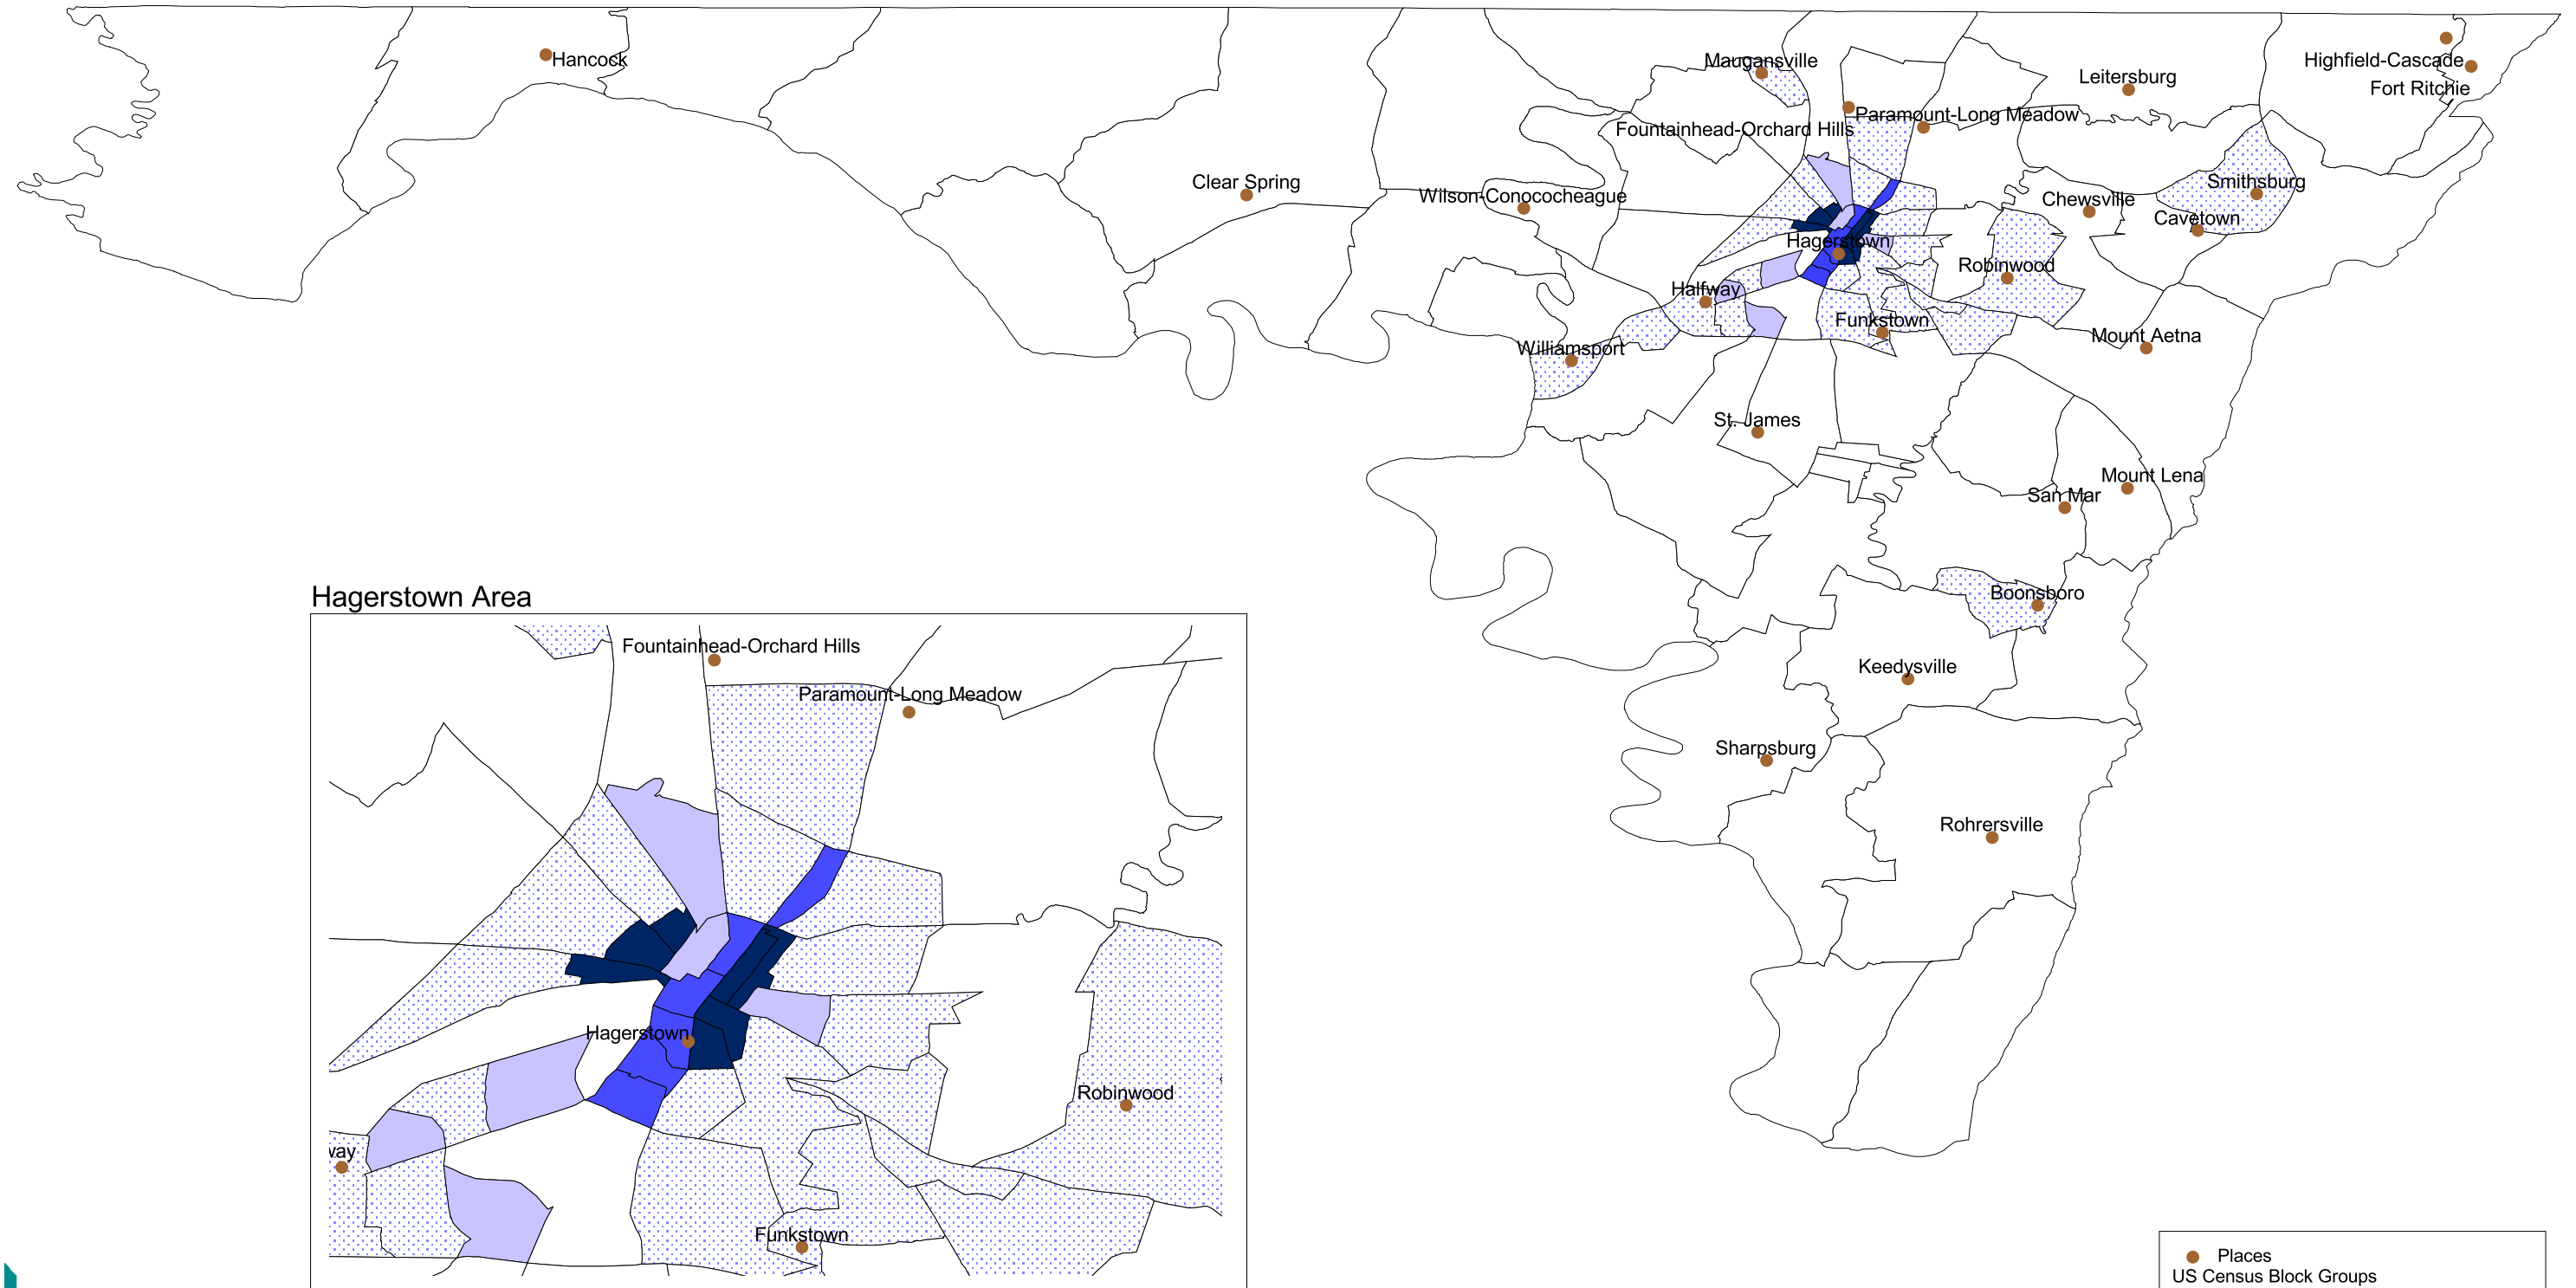 Hancock
Maugansville
Highfield-Cascade
Leitersburg
Fort Ritchie
Paramount-Long Meadow
Fountainhead-Orchard Hills
Clear Spring
Smithsburg
Wilson-Conococheague
Chewsville
Cavetown
Hagerstown
Robinwood
Halfway
Funkstown
Mount Aetna
Williamsport
St. James
Mount Lena
San Mar
Boonsboro
Keedysville
Sharpsburg
Rohrersville
Hagerstown Area
Fountainhead-Orchard Hills
Paramount-Long Meadow
Hagerstown
Robinwood
way
Funkstown
Places
US Census Block Groups